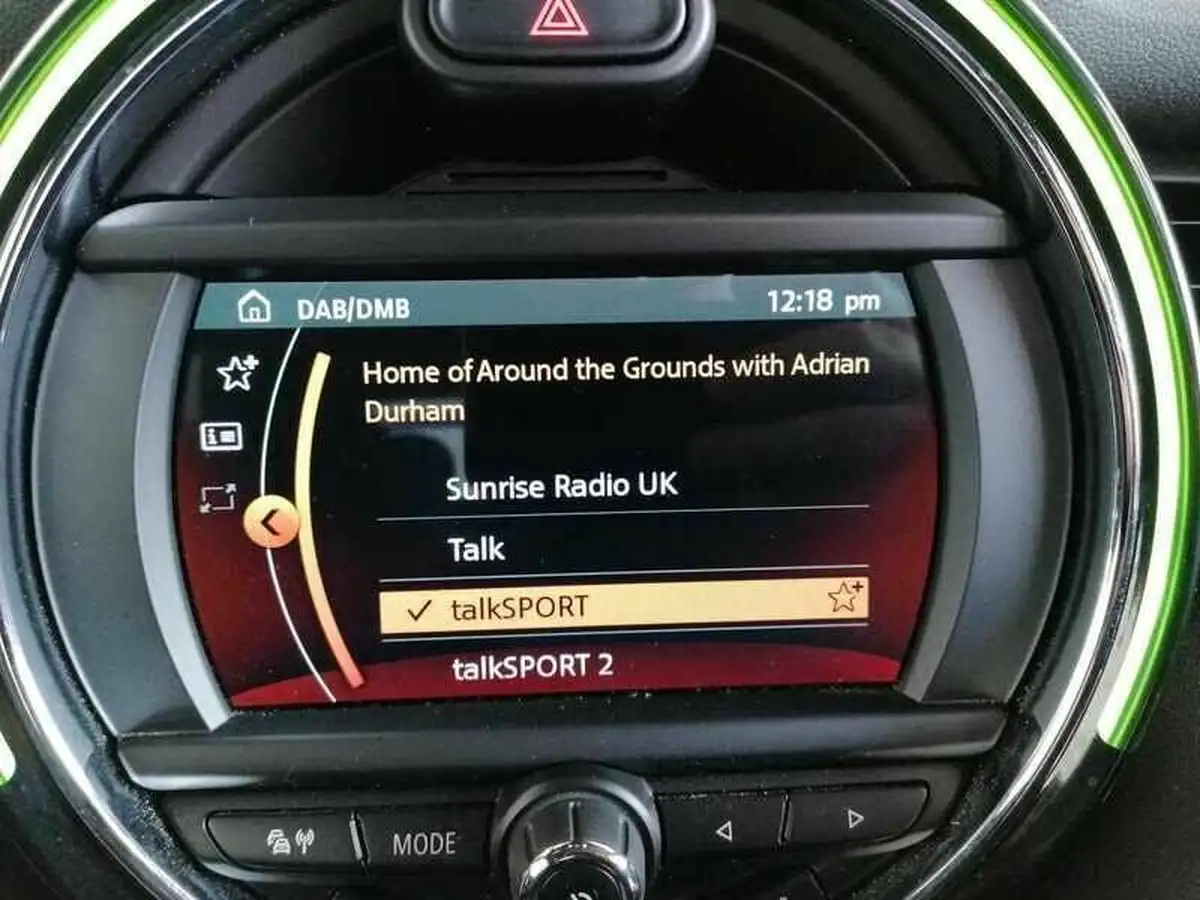 DAB/DMB 12:18 pm
Home of Around the Grounds with Adrian
Durham
Sunrise Radio UK
Talk
talkSPORT
talkSPORT 2
MODE